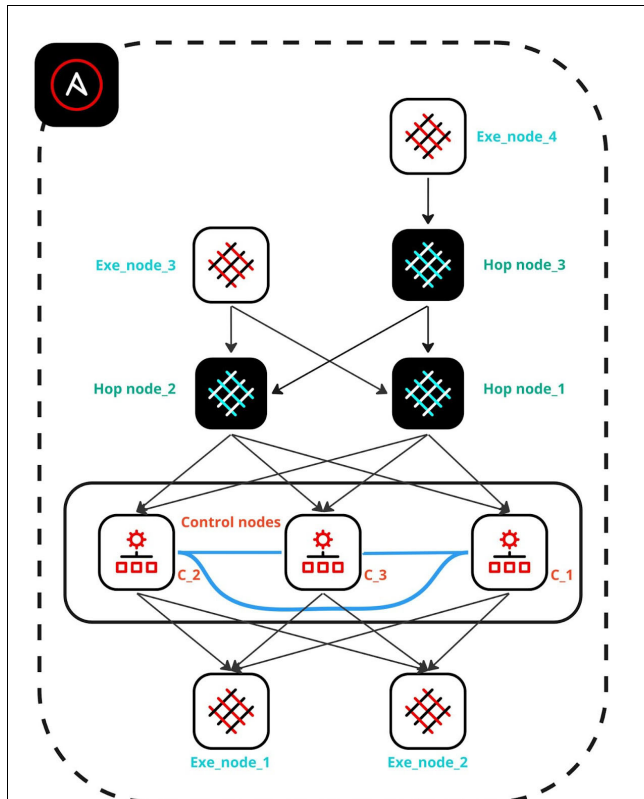 Exe_node_4
Exe_node_3
Hop node_3
Hop node_2
Hop node_1
Control nodes
C_2
C_3
C_1
Exe_node_1
Exe_node_2